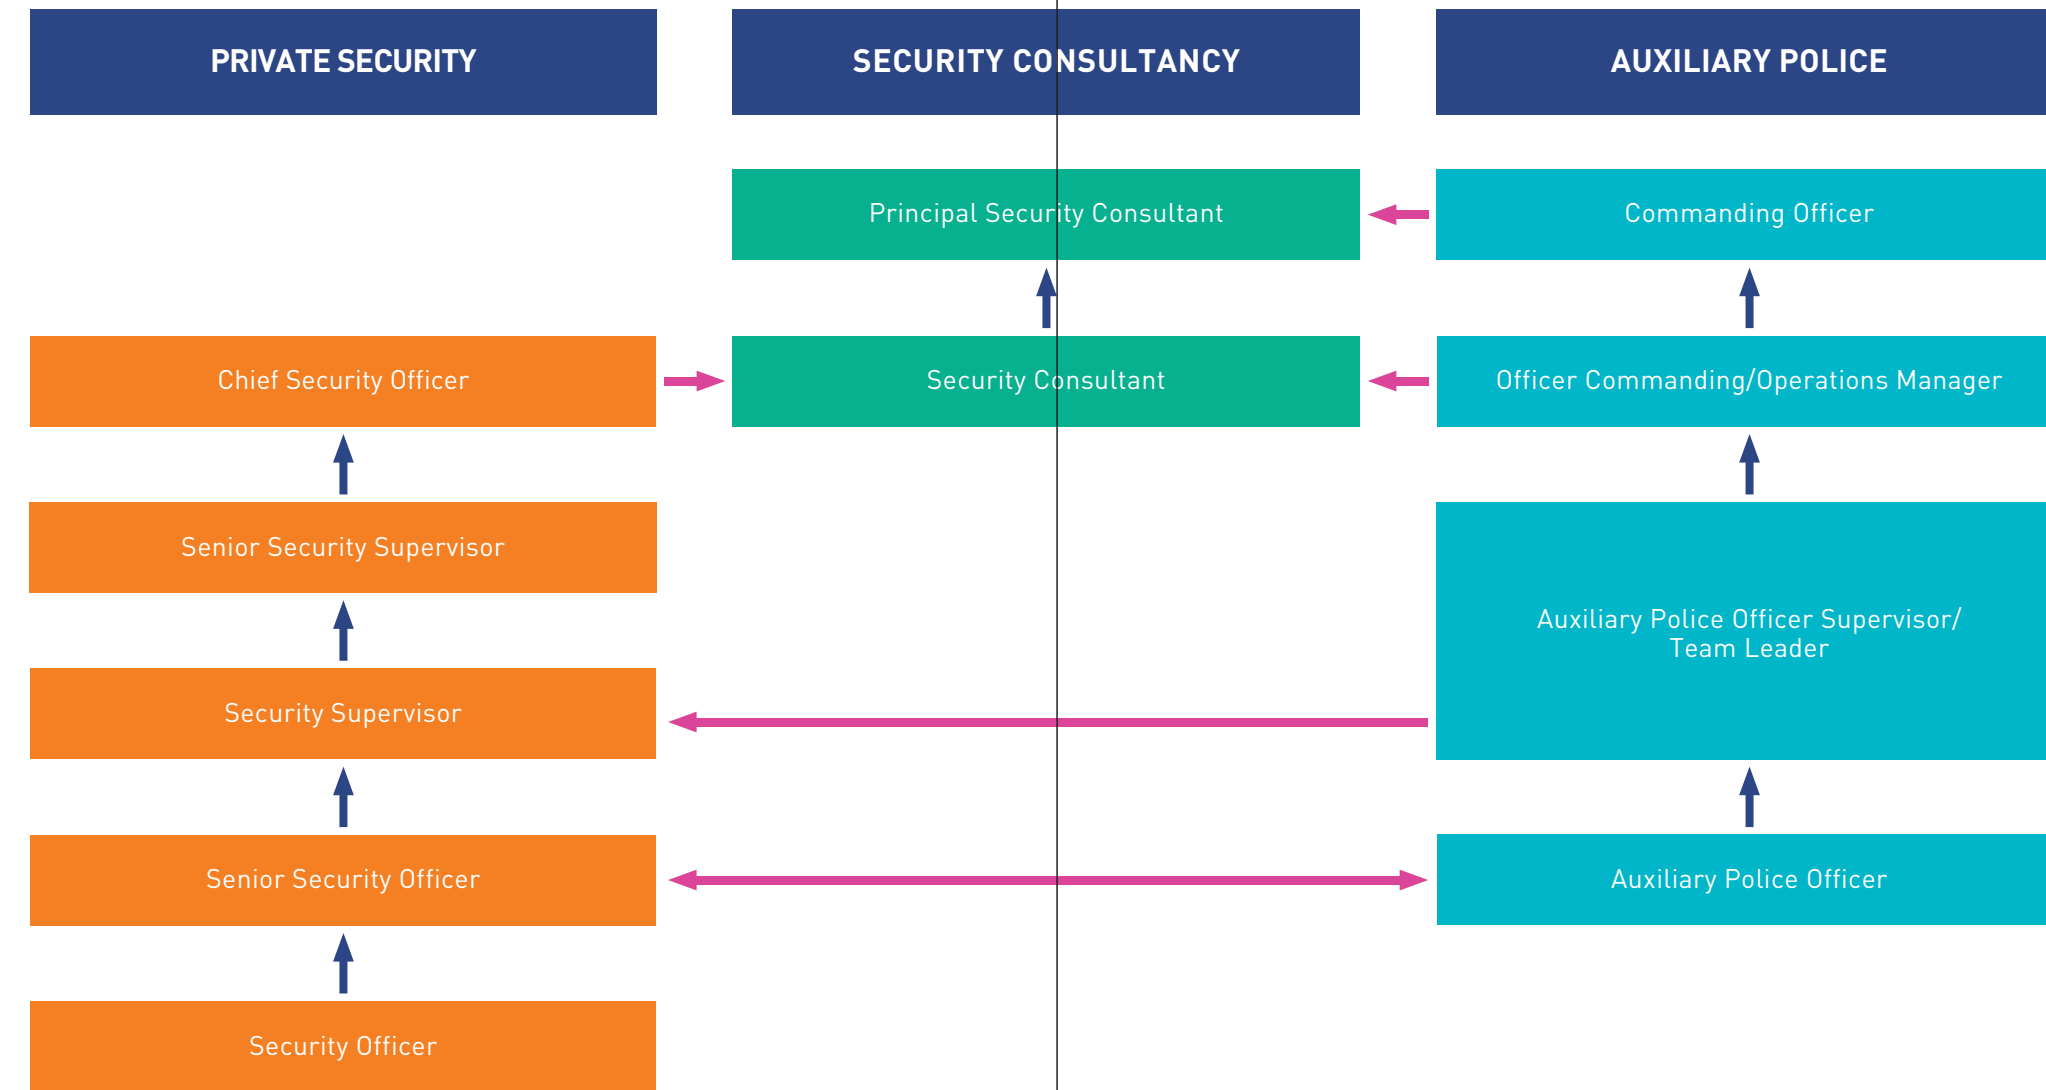 PRIVATE SECURITY
SECURITY CONSULTANCY
AUXILIARY POLICE
Principal Security Consultant
Commanding Officer
Chief Security Officer
Security Consultant
Officer Commanding/Operations Manager
Senior Security Supervisor
Auxiliary Police Officer Supervisor/
Team Leader
Security Supervisor
Senior Security Officer
Auxiliary Police Officer
Security Officer